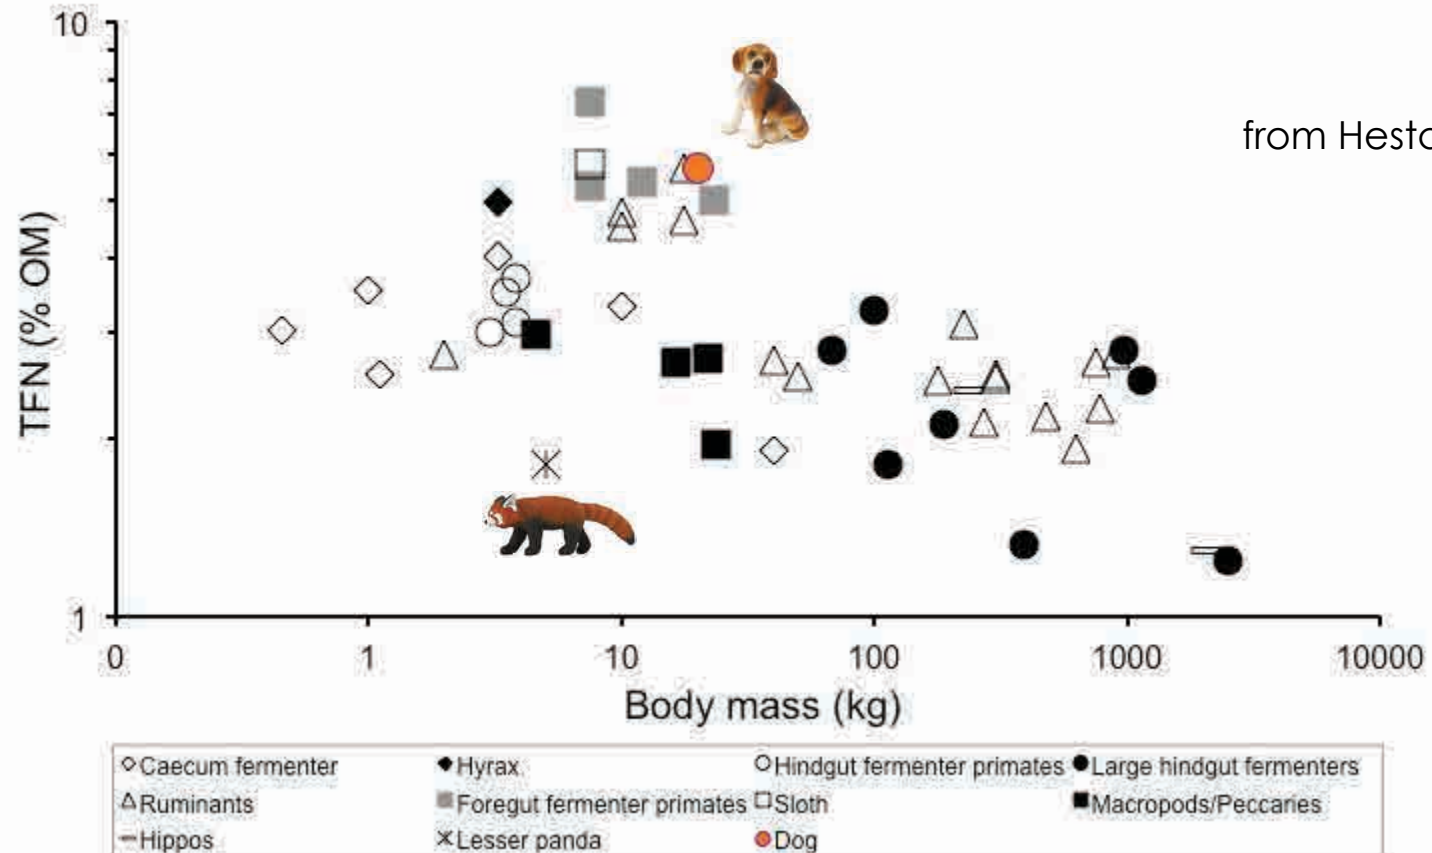 10
from Hesto
TFN (% OM)
1
0 1 10 100 1000 10000
Body mass (kg)
Caecum fermenter Hyrax Hindgut fermenter primates Large hindgut fermenters
Ruminants Foregut fermenter primates Sloth Macropods/Peccaries
Hippos Lesser panda Dog